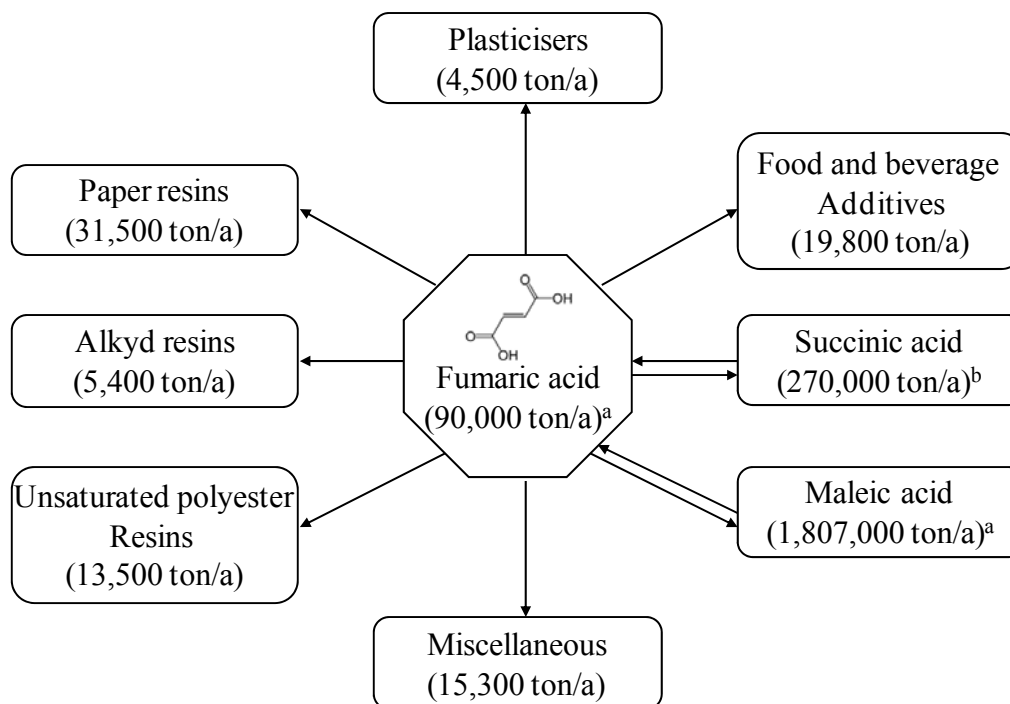 Plasticisers
(4,500 ton/a)
Paper resins
(31,500 ton/a)
Food and beverage
Additives
(19,800 ton/a)
O
OH
O
OH
Fumaric acid
(90,000 ton/a)ᵃ
Alkyd resins
(5,400 ton/a)
Succinic acid
(270,000 ton/a)ᵇ
Unsaturated polyester
Resins
(13,500 ton/a)
Maleic acid
(1,807,000 ton/a)ᵃ
Miscellaneous
(15,300 ton/a)